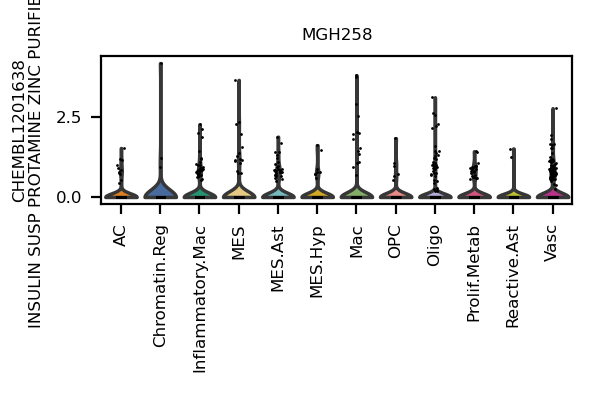 MGH258
CHEMBL1201638
INSULIN SUSP PROTAMINE ZINC PURIFIE
2.5
0.0
AC
Chromatin.Reg
Inflammatory.Mac
MES
MES.Ast
MES.Hyp
Mac
OPC
Oligo
Prolif.Metab
Reactive.Ast
Vasc